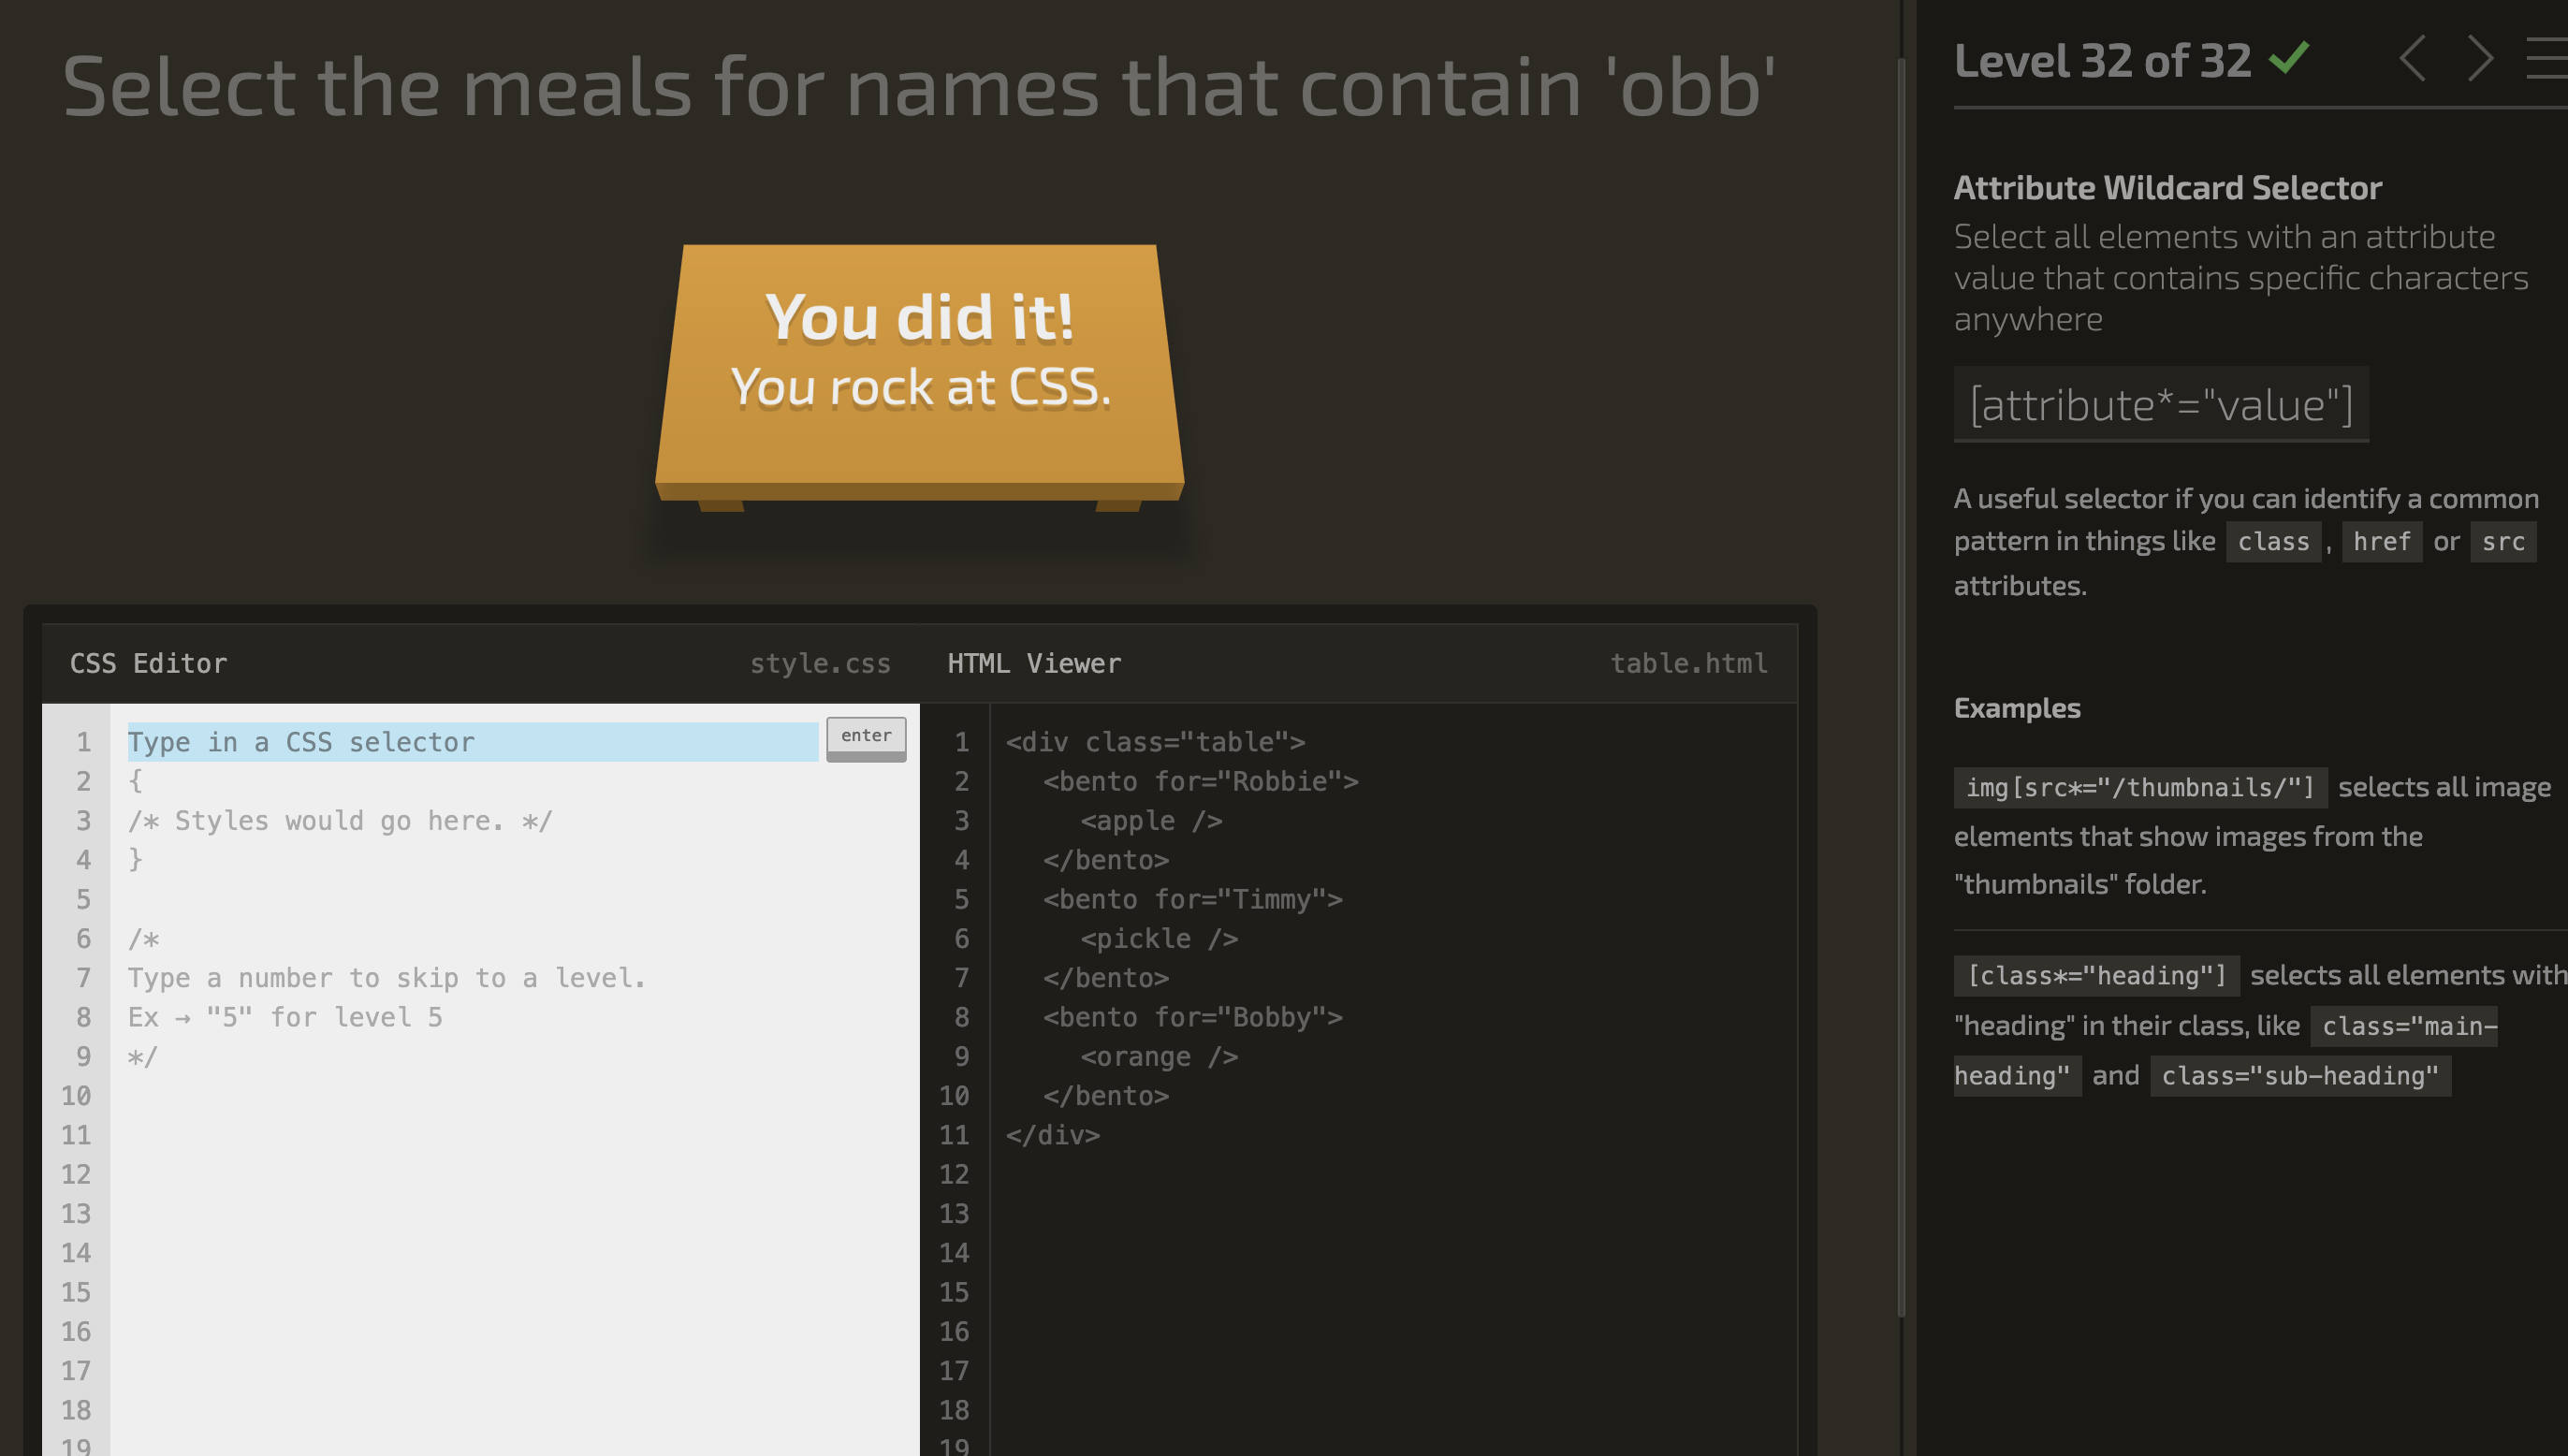 Select the meals for names that contain 'obb'
You did it!
You rock at CSS.
CSS Editor style.css
1 Type in a CSS selector enter
2 {
3 /* Styles would go here. */
4 }
5
6 /*
7 Type a number to skip to a level.
8 Ex → "5" for level 5
9 */
10
11
12
13
14
15
16
17
18
19
HTML Viewer table.html
1 <div class="table">
2 <bento for="Robbie">
3 <apple />
4 </bento>
5 <bento for="Timmy">
6 <pickle />
7 </bento>
8 <bento for="Bobby">
9 <orange />
10 </bento>
11 </div>
12
13
14
15
16
17
18
19
Level 32 of 32
Attribute Wildcard Selector
Select all elements with an attribute
value that contains specific characters
anywhere
[attribute*="value"]
A useful selector if you can identify a common
pattern in things like class , href or src
attributes.
Examples
img[src*="/thumbnails/"] selects all image
elements that show images from the
"thumbnails" folder.
[class*="heading"] selects all elements with
"heading" in their class, like class="main-
heading" and class="sub-heading"